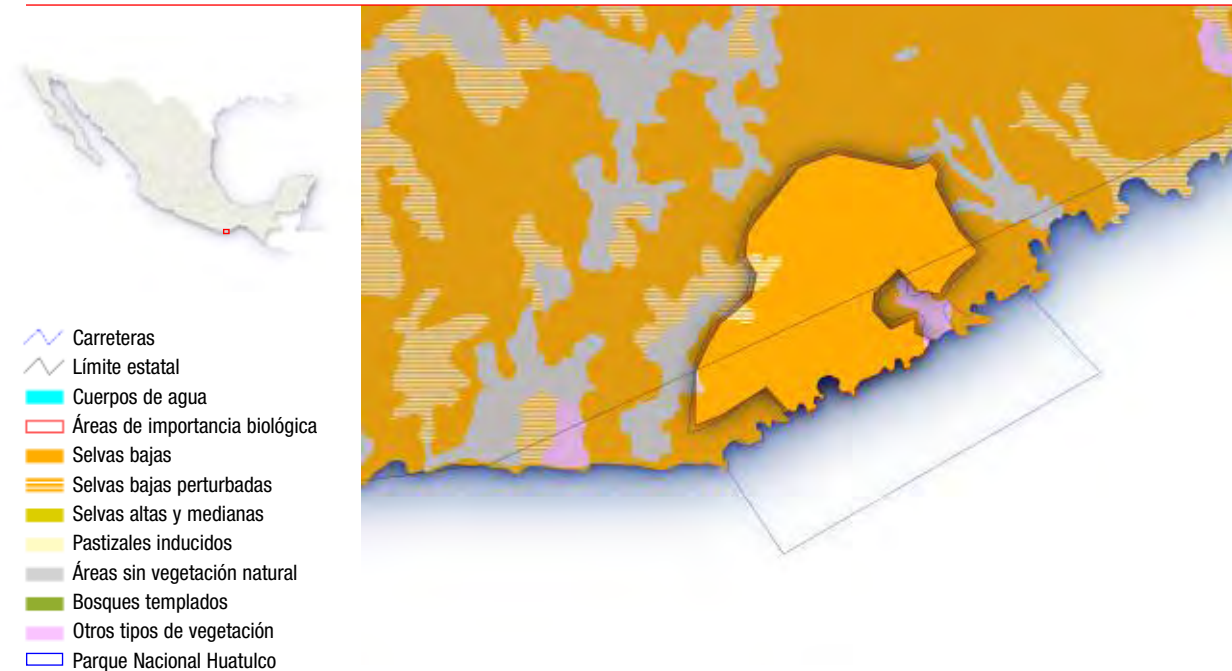 Carreteras
Límite estatal
Cuerpos de agua
Áreas de importancia biológica
Selvas bajas
Selvas bajas perturbadas
Selvas altas y medianas
Pastizales inducidos
Áreas sin vegetación natural
Bosques templados
Otros tipos de vegetación
Parque Nacional Huatulco